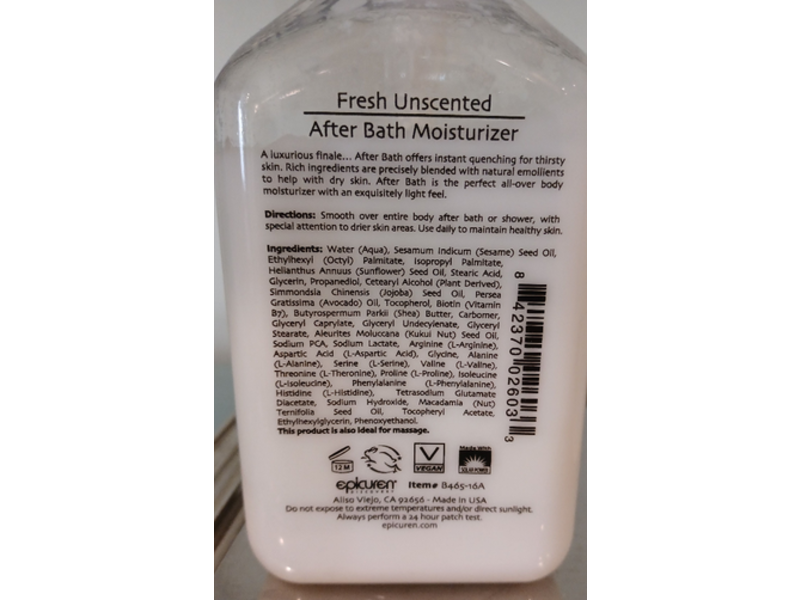 Fresh Unscented
After Bath Moisturizer
A luxurious finale... After Bath offers instant quenching for thirsty
skin. Rich ingredients are precisely blended with natural emollients
to help with dry skin. After Bath is the perfect all-over body
moisturizer with an exquisitely light feel.
Directions: Smooth over entire body after bath or shower, with
special attention to drier skin areas. Use daily to maintain healthy skin.
Ingredients: Water (Aqua), Sesamum Indicum (Sesame) Seed Oil,
Ethylhexyl (Octyl) Palmitate, Isopropyl Palmitate,
Helianthus Annuus (Sunflower) Seed Oil, Stearic Acid,
Glycerin, Propanediol, Cetearyl Alcohol (Plant Derived),
Simmondsia Chinensis (Jojoba) Seed Oil, Persea
Gratissima (Avocado) Oil, Tocopherol, Biotin (Vitamin
B7), Butyrospermum Parkii (Shea) Butter, Carbomer,
Glyceryl Caprylate, Glyceryl Undecylenate, Glyceryl
Stearate, Aleurites Moluccana (Kukui Nut) Seed Oil,
Sodium PCA, Sodium Lactate, Arginine (L-Arginine),
Aspartic Acid (L-Aspartic Acid), Glycine, Alanine
(L-Alanine), Serine (L-Serine), Valine (L-Valine),
Threonine (L-Theronine), Proline (L-Proline), Isoleucine
(L-Isoleucine), Phenylalanine (L-Phenylalanine),
Histidine (L-Histidine), Tetrasodium Glutamate
Diacetate, Sodium Hydroxide, Macadamia (Nut)
Ternifolia Seed Oil, Tocopheryl Acetate,
Ethylhexylglycerin, Phenoxyethanol.
This product is also ideal for massage.
8 42370 02603 3
12 M
V
VEGAN
Made With
SOLAR POWER
epicuren
DISCOVERY
Item# B465-16A
Aliso Viejo, CA 92656 - Made in USA
Do not expose to extreme temperatures and/or direct sunlight.
Always perform a 24 hour patch test.
epicuren.com